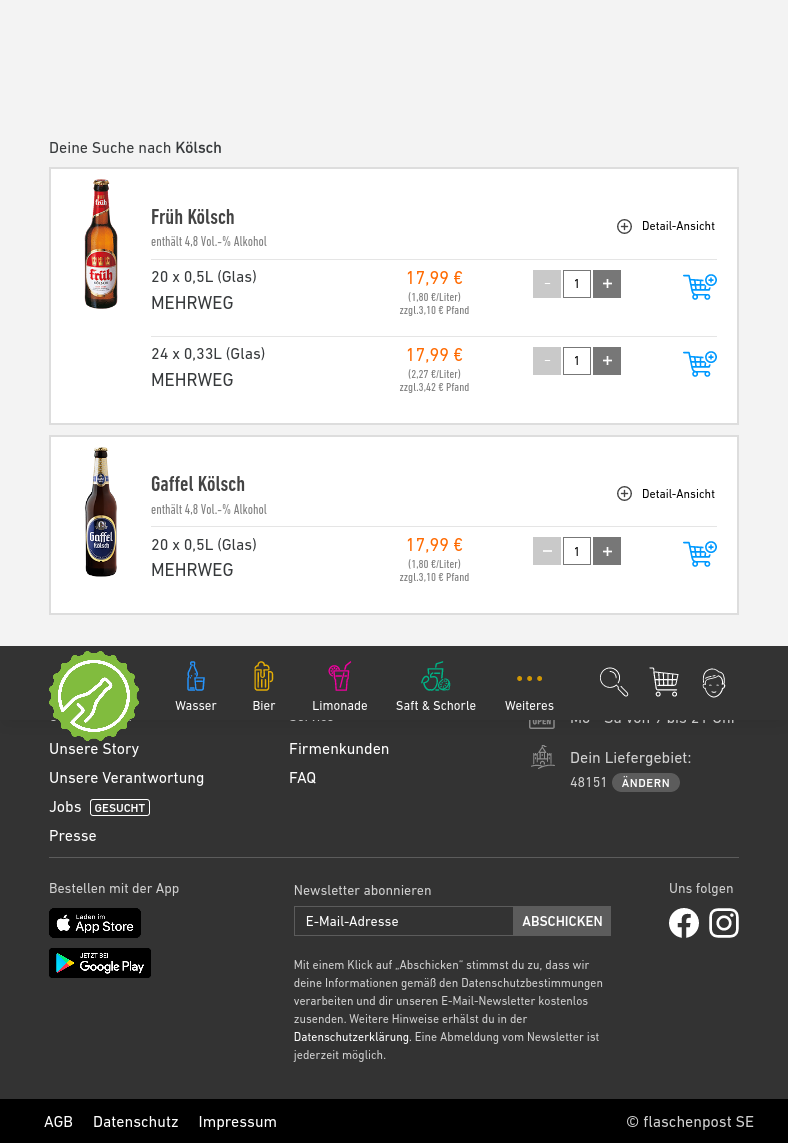 Deine Suche nach Kölsch
Früh Kölsch
Detail-Ansicht
enthält 4,8 Vol.-% Alkohol
20 x 0,5L (Glas)
17,99 €
- 1 +
MEHRWEG
(1,80 €/Liter)
zzgl.3,10 € Pfand
24 x 0,33L (Glas)
17,99 €
- 1 +
MEHRWEG
(2,27 €/Liter)
zzgl.3,42 € Pfand
früh
KÖLSCH
Gaffel Kölsch
Detail-Ansicht
enthält 4,8 Vol.-% Alkohol
20 x 0,5L (Glas)
17,99 €
- 1 +
MEHRWEG
(1,80 €/Liter)
zzgl.3,10 € Pfand
Gaffel
Kölsch
Wasser
Bier
Limonade
Saft & Schorle
Weiteres
OPEN
Unsere Story
Firmenkunden
Unsere Verantwortung
FAQ
Jobs GESUCHT
Presse
Dein Liefergebiet:
48151 ÄNDERN
Bestellen mit der App
Laden im
App Store
JETZT BEI
Google Play
Newsletter abonnieren
E-Mail-Adresse ABSCHICKEN
Mit einem Klick auf „Abschicken“ stimmst du zu, dass wir
deine Informationen gemäß den Datenschutzbestimmungen
verarbeiten und dir unseren E-Mail-Newsletter kostenlos
zusenden. Weitere Hinweise erhälst du in der
Datenschutzerklärung. Eine Abmeldung vom Newsletter ist
jederzeit möglich.
Uns folgen
AGB Datenschutz Impressum
© flaschenpost SE